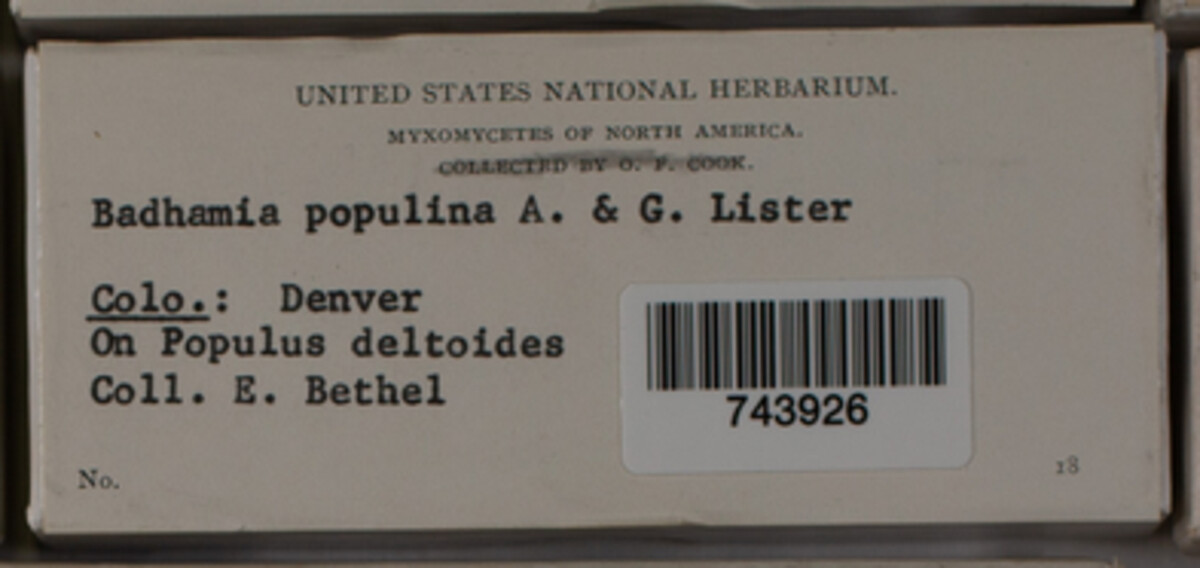 UNITED STATES NATIONAL HERBARIUM.
MYXOMYCETES OF NORTH AMERICA.
COLLECTED BY O. F. COOK.
Badhamia populina A. & G. Lister
Colo.: Denver
On Populus deltoides
Coll. E. Bethel
743926
No.
18